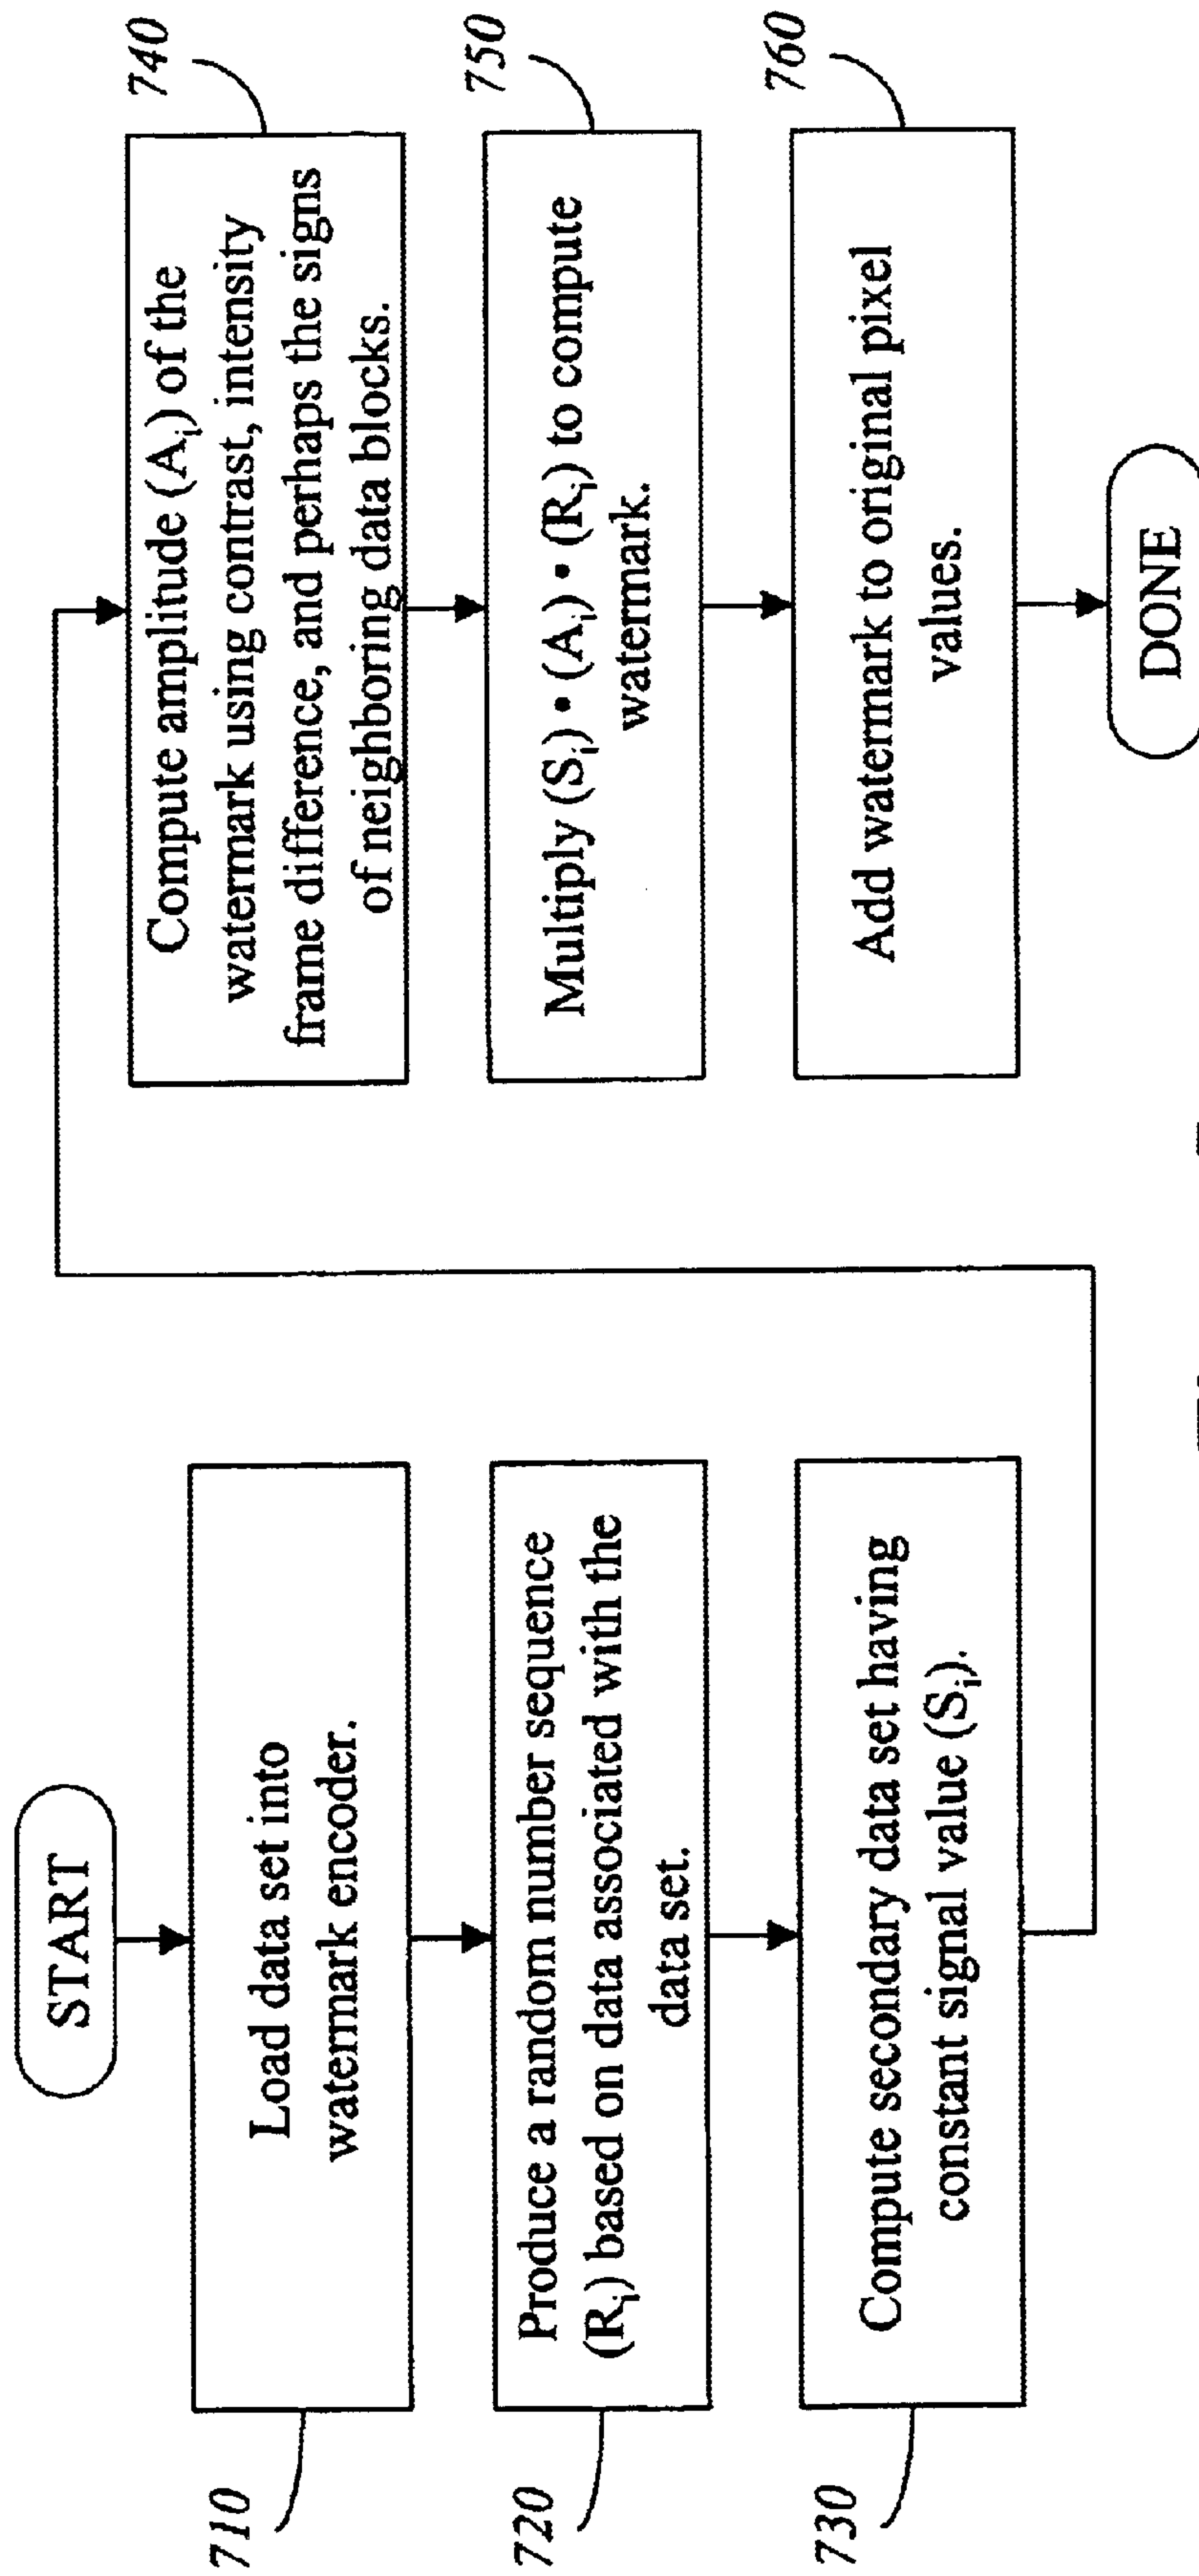 START
710
Load data set into
watermark encoder.
720
Produce a random number sequence
(Ri) based on data associated with the
data set.
730
Compute secondary data set having
constant signal value (Si).
740
Compute amplitude (Ai) of the
watermark using contrast, intensity
frame difference, and perhaps the signs
of neighboring data blocks.
750
Multiply (Si) • (Ai) • (Ri) to compute
watermark.
760
Add watermark to original pixel
values.
DONE